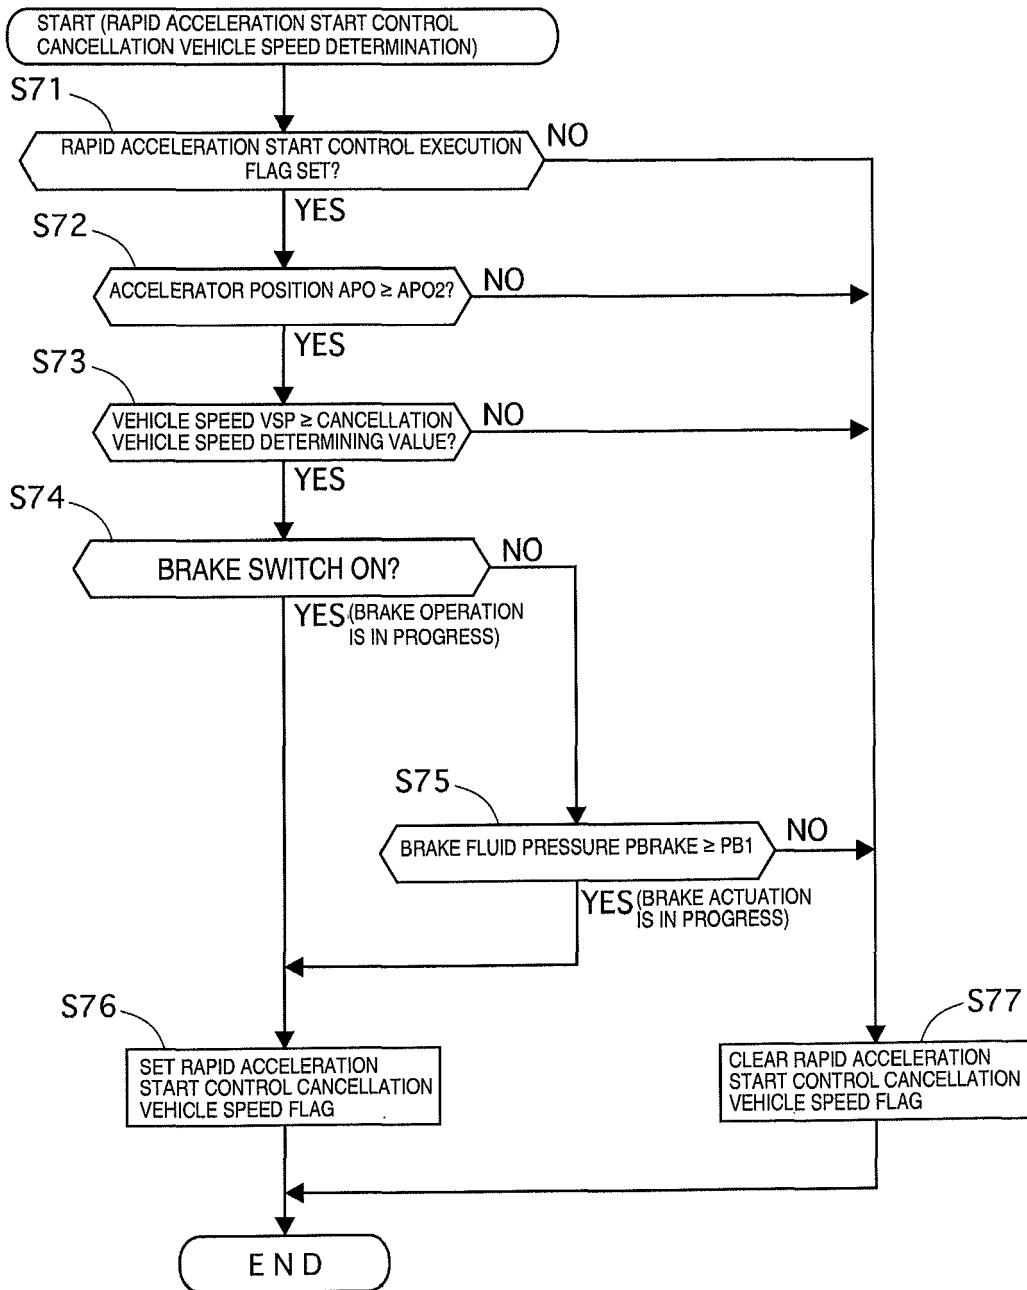 START (RAPID ACCELERATION START CONTROL
CANCELLATION VEHICLE SPEED DETERMINATION)
S71
RAPID ACCELERATION START CONTROL EXECUTION
FLAG SET?
NO
YES
S72
ACCELERATOR POSITION APO ≥ APO2?
NO
YES
S73
VEHICLE SPEED VSP ≥ CANCELLATION
VEHICLE SPEED DETERMINING VALUE?
NO
YES
S74
BRAKE SWITCH ON?
NO
YES (BRAKE OPERATION
IS IN PROGRESS)
S75
BRAKE FLUID PRESSURE PBRAKE ≥ PB1
NO
YES (BRAKE ACTUATION
IS IN PROGRESS)
S76
SET RAPID ACCELERATION
START CONTROL CANCELLATION
VEHICLE SPEED FLAG
S77
CLEAR RAPID ACCELERATION
START CONTROL CANCELLATION
VEHICLE SPEED FLAG
END